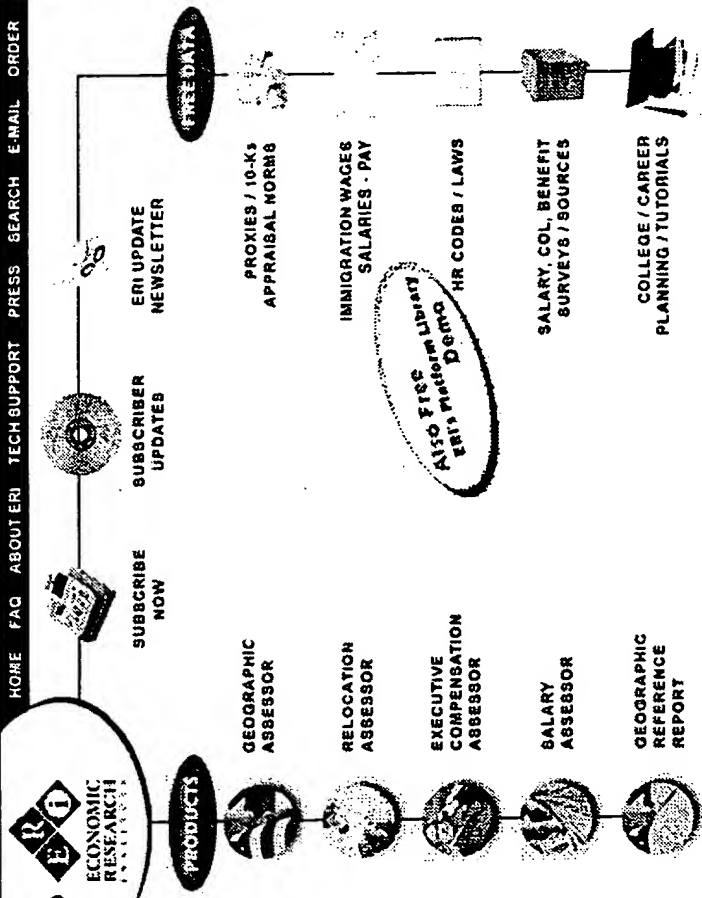 HOME FAQ ABOUT ERI TECH SUPPORT PRESS SEARCH E-MAIL ORDER
E R i
ECONOMIC
RESEARCH
INSTITUTE
SUBSCRIBE
NOW
SUBSCRIBER
UPDATES
ERI UPDATE
NEWSLETTER
PRODUCTS
GEOGRAPHIC
ASSESSOR
RELOCATION
ASSESSOR
EXECUTIVE
COMPENSATION
ASSESSOR
SALARY
ASSESSOR
GEOGRAPHIC
REFERENCE
REPORT
Also Free
ERI's Platform Library
Demo
FREE DATA
PROXIES / 10-Ks
APPRAISAL NORMS
IMMIGRATION WAGES
SALARIES - PAY
HR CODES / LAWS
SALARY, COL, BENEFIT
SURVEYS / SOURCES
COLLEGE / CAREER
PLANNING / TUTORIALS